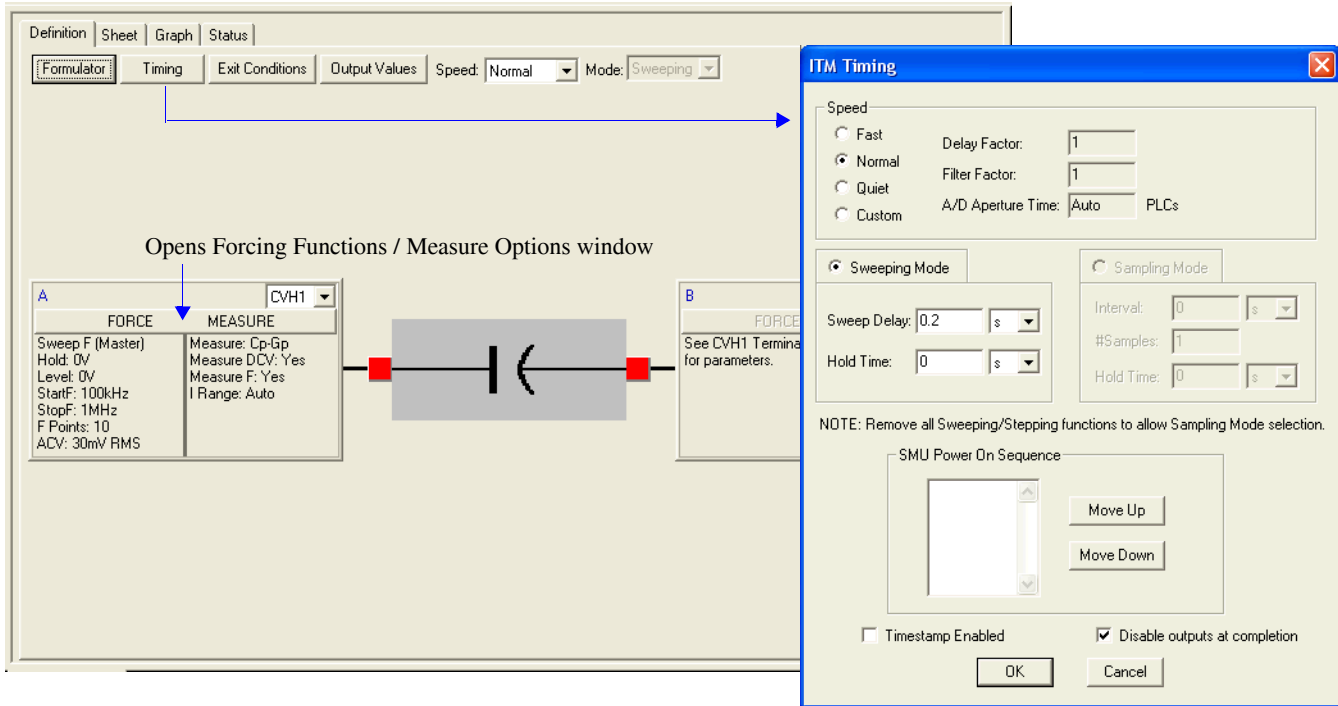 Definition Sheet Graph Status
Formulator Timing Exit Conditions Output Values Speed: Normal Mode: Sweeping
Opens Forcing Functions / Measure Options window
A CVH1
FORCE MEASURE
Sweep F (Master)
Hold: 0V
Level: 0V
StartF: 100kHz
StopF: 1MHz
F Points: 10
ACV: 30mV RMS
Measure: Cp-Gp
Measure DCV: Yes
Measure F: Yes
I Range: Auto
B
FORCE
See CVH1 Termina
for parameters.
ITM Timing
Speed
Fast
Normal
Quiet
Custom
Delay Factor: 1
Filter Factor: 1
A/D Aperture Time: Auto PLCs
Sweeping Mode
Sweep Delay: 0.2 s
Hold Time: 0 s
Sampling Mode
Interval: 0 s
#Samples: 1
Hold Time: 0 s
NOTE: Remove all Sweeping/Stepping functions to allow Sampling Mode selection.
SMU Power On Sequence
Move Up
Move Down
Timestamp Enabled Disable outputs at completion
OK Cancel